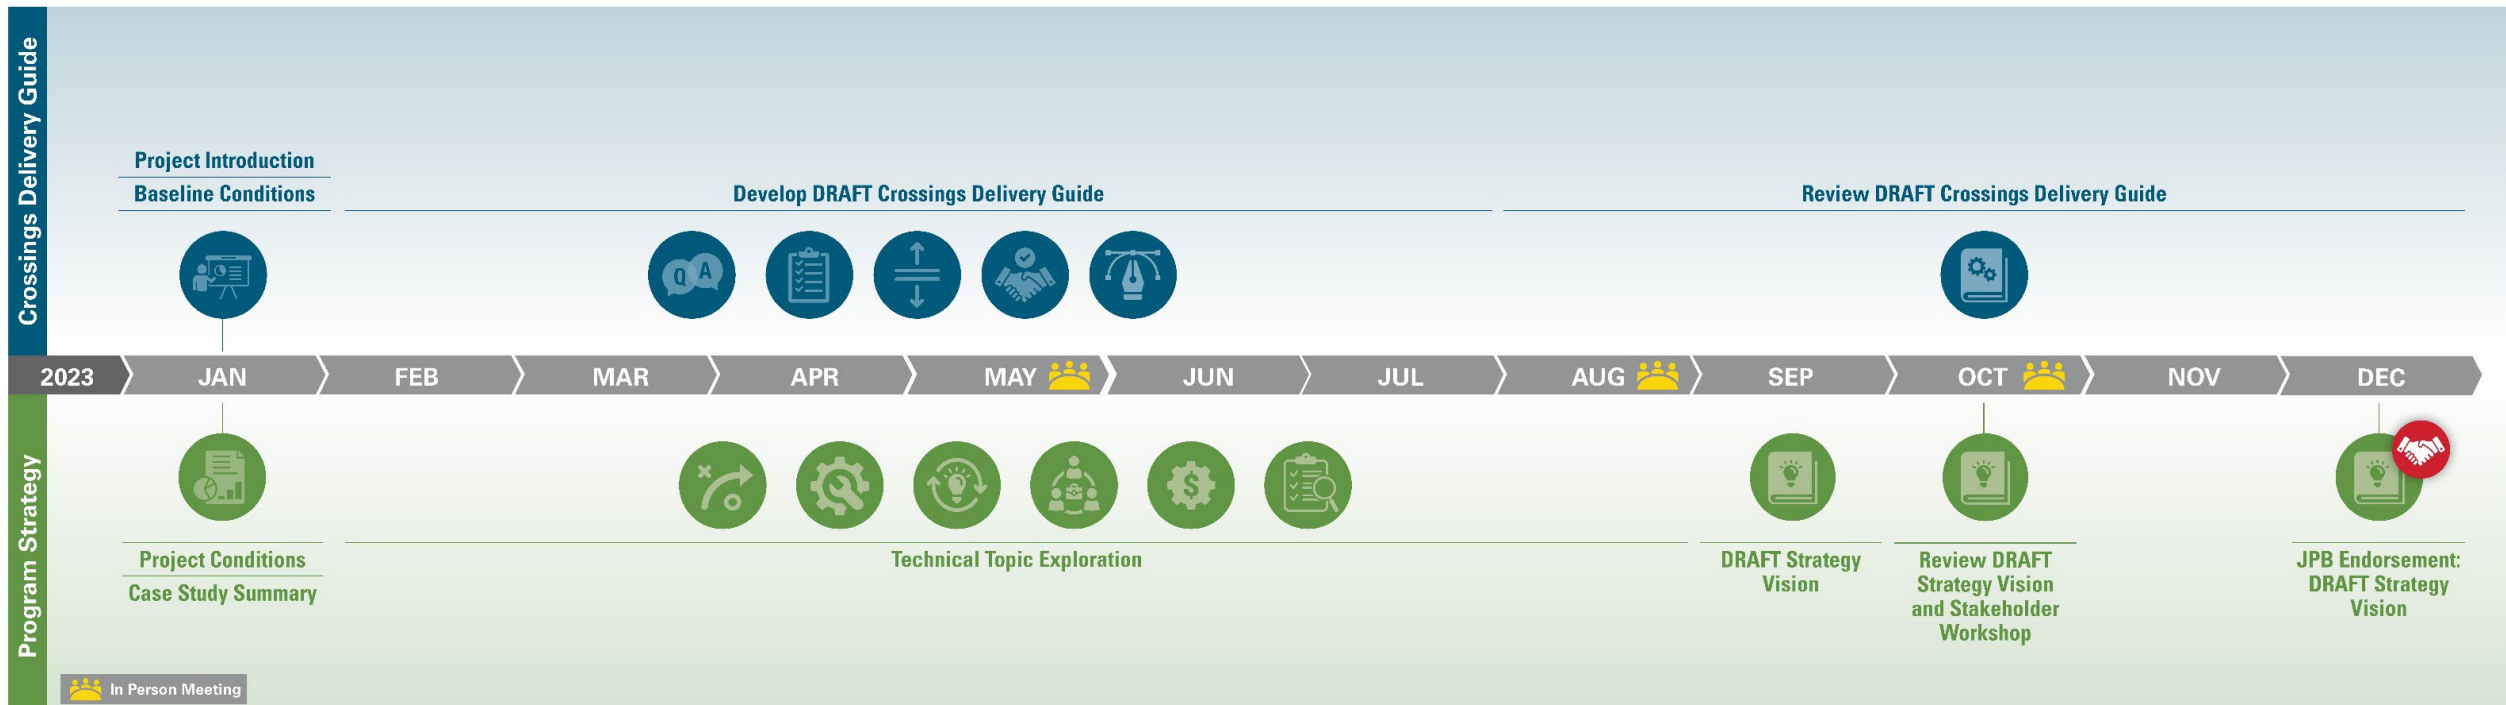 Crossings Delivery Guide
Project Introduction
Baseline Conditions
Develop DRAFT Crossings Delivery Guide
Review DRAFT Crossings Delivery Guide
Q A
2023 JAN FEB MAR APR MAY JUN JUL AUG SEP OCT NOV DEC
Program Strategy
$
Project Conditions
Case Study Summary
Technical Topic Exploration
DRAFT Strategy
Vision
Review DRAFT
Strategy Vision
and Stakeholder
Workshop
JPB Endorsement:
DRAFT Strategy
Vision
In Person Meeting